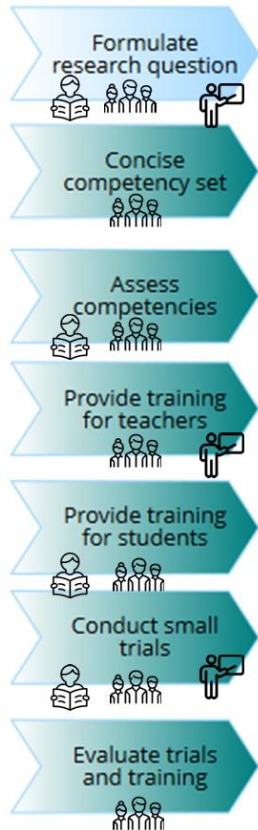 Formulate
research question
Concise
competency set
Assess
competencies
Provide training
for teachers
Provide training
for students
Conduct small
trials
Evaluate trials
and training